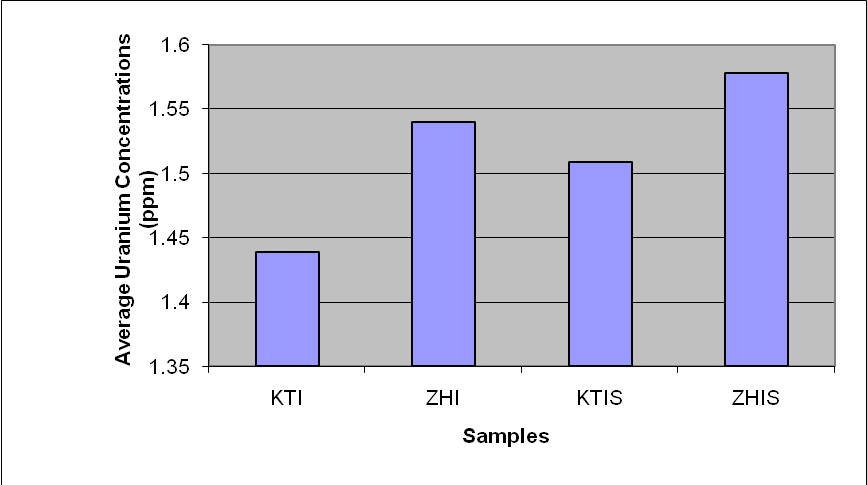 Average Uranium Concentrations
(ppm)
1.6
1.55
1.5
1.45
1.4
1.35
KTI
ZHI
KTIS
ZHIS
Samples